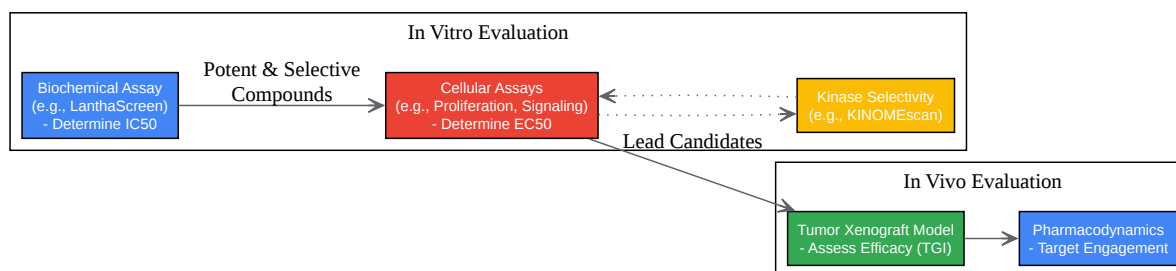 In Vitro Evaluation
Biochemical Assay
(e.g., LanthaScreen)
- Determine IC50
Potent & Selective
Compounds
Cellular Assays
(e.g., Proliferation, Signaling)
- Determine EC50
Kinase Selectivity
(e.g., KINOMEscan)
Lead Candidates
In Vivo Evaluation
Tumor Xenograft Model
- Assess Efficacy (TGI)
Pharmacodynamics
- Target Engagement